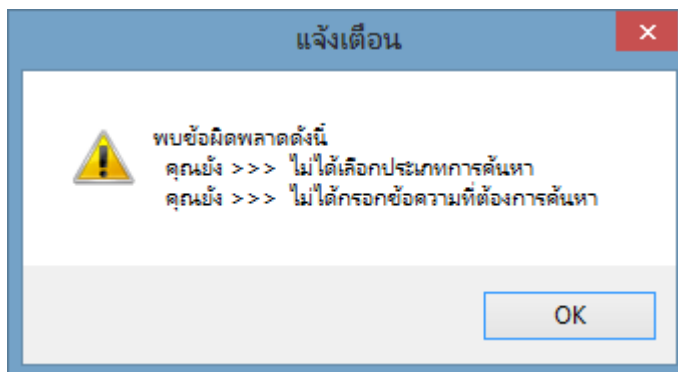 แจ้งเตือน
พบข้อผิดพลาดดังนี้
คุณยัง >>> ไม่ได้เลือกประเภทการค้นหา
คุณยัง >>> ไม่ได้กรอกข้อความที่ต้องการค้นหา
OK